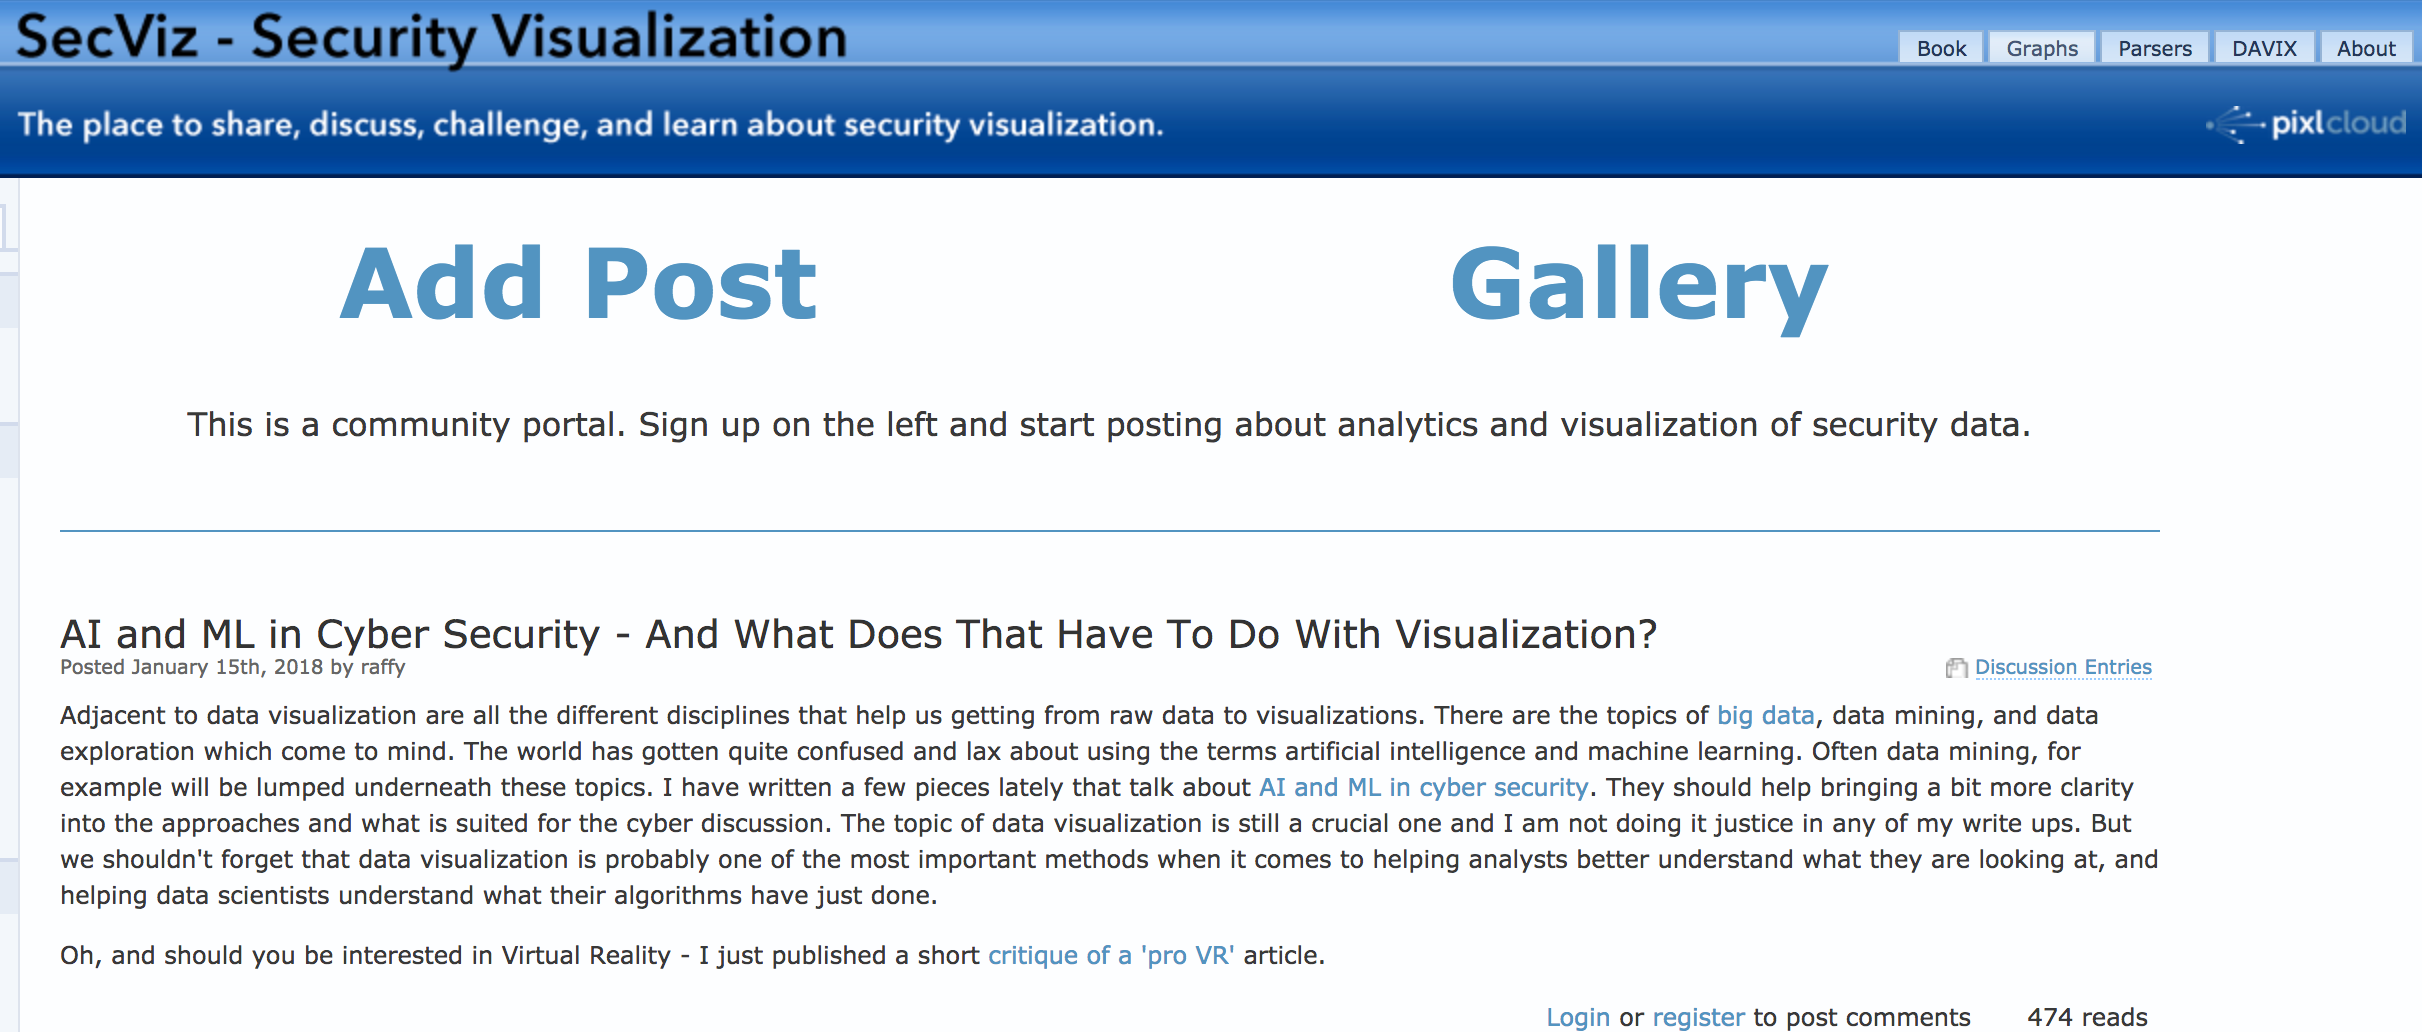 SecViz - Security Visualization
Book Graphs Parsers DAVIX About
The place to share, discuss, challenge, and learn about security visualization.
pixlcloud
Add Post Gallery
This is a community portal. Sign up on the left and start posting about analytics and visualization of security data.
AI and ML in Cyber Security - And What Does That Have To Do With Visualization?
Posted January 15th, 2018 by raffy
Discussion Entries
Adjacent to data visualization are all the different disciplines that help us getting from raw data to visualizations. There are the topics of big data, data mining, and data
exploration which come to mind. The world has gotten quite confused and lax about using the terms artificial intelligence and machine learning. Often data mining, for
example will be lumped underneath these topics. I have written a few pieces lately that talk about AI and ML in cyber security. They should help bringing a bit more clarity
into the approaches and what is suited for the cyber discussion. The topic of data visualization is still a crucial one and I am not doing it justice in any of my write ups. But
we shouldn't forget that data visualization is probably one of the most important methods when it comes to helping analysts better understand what they are looking at, and
helping data scientists understand what their algorithms have just done.
Oh, and should you be interested in Virtual Reality - I just published a short critique of a 'pro VR' article.
Login or register to post comments 474 reads